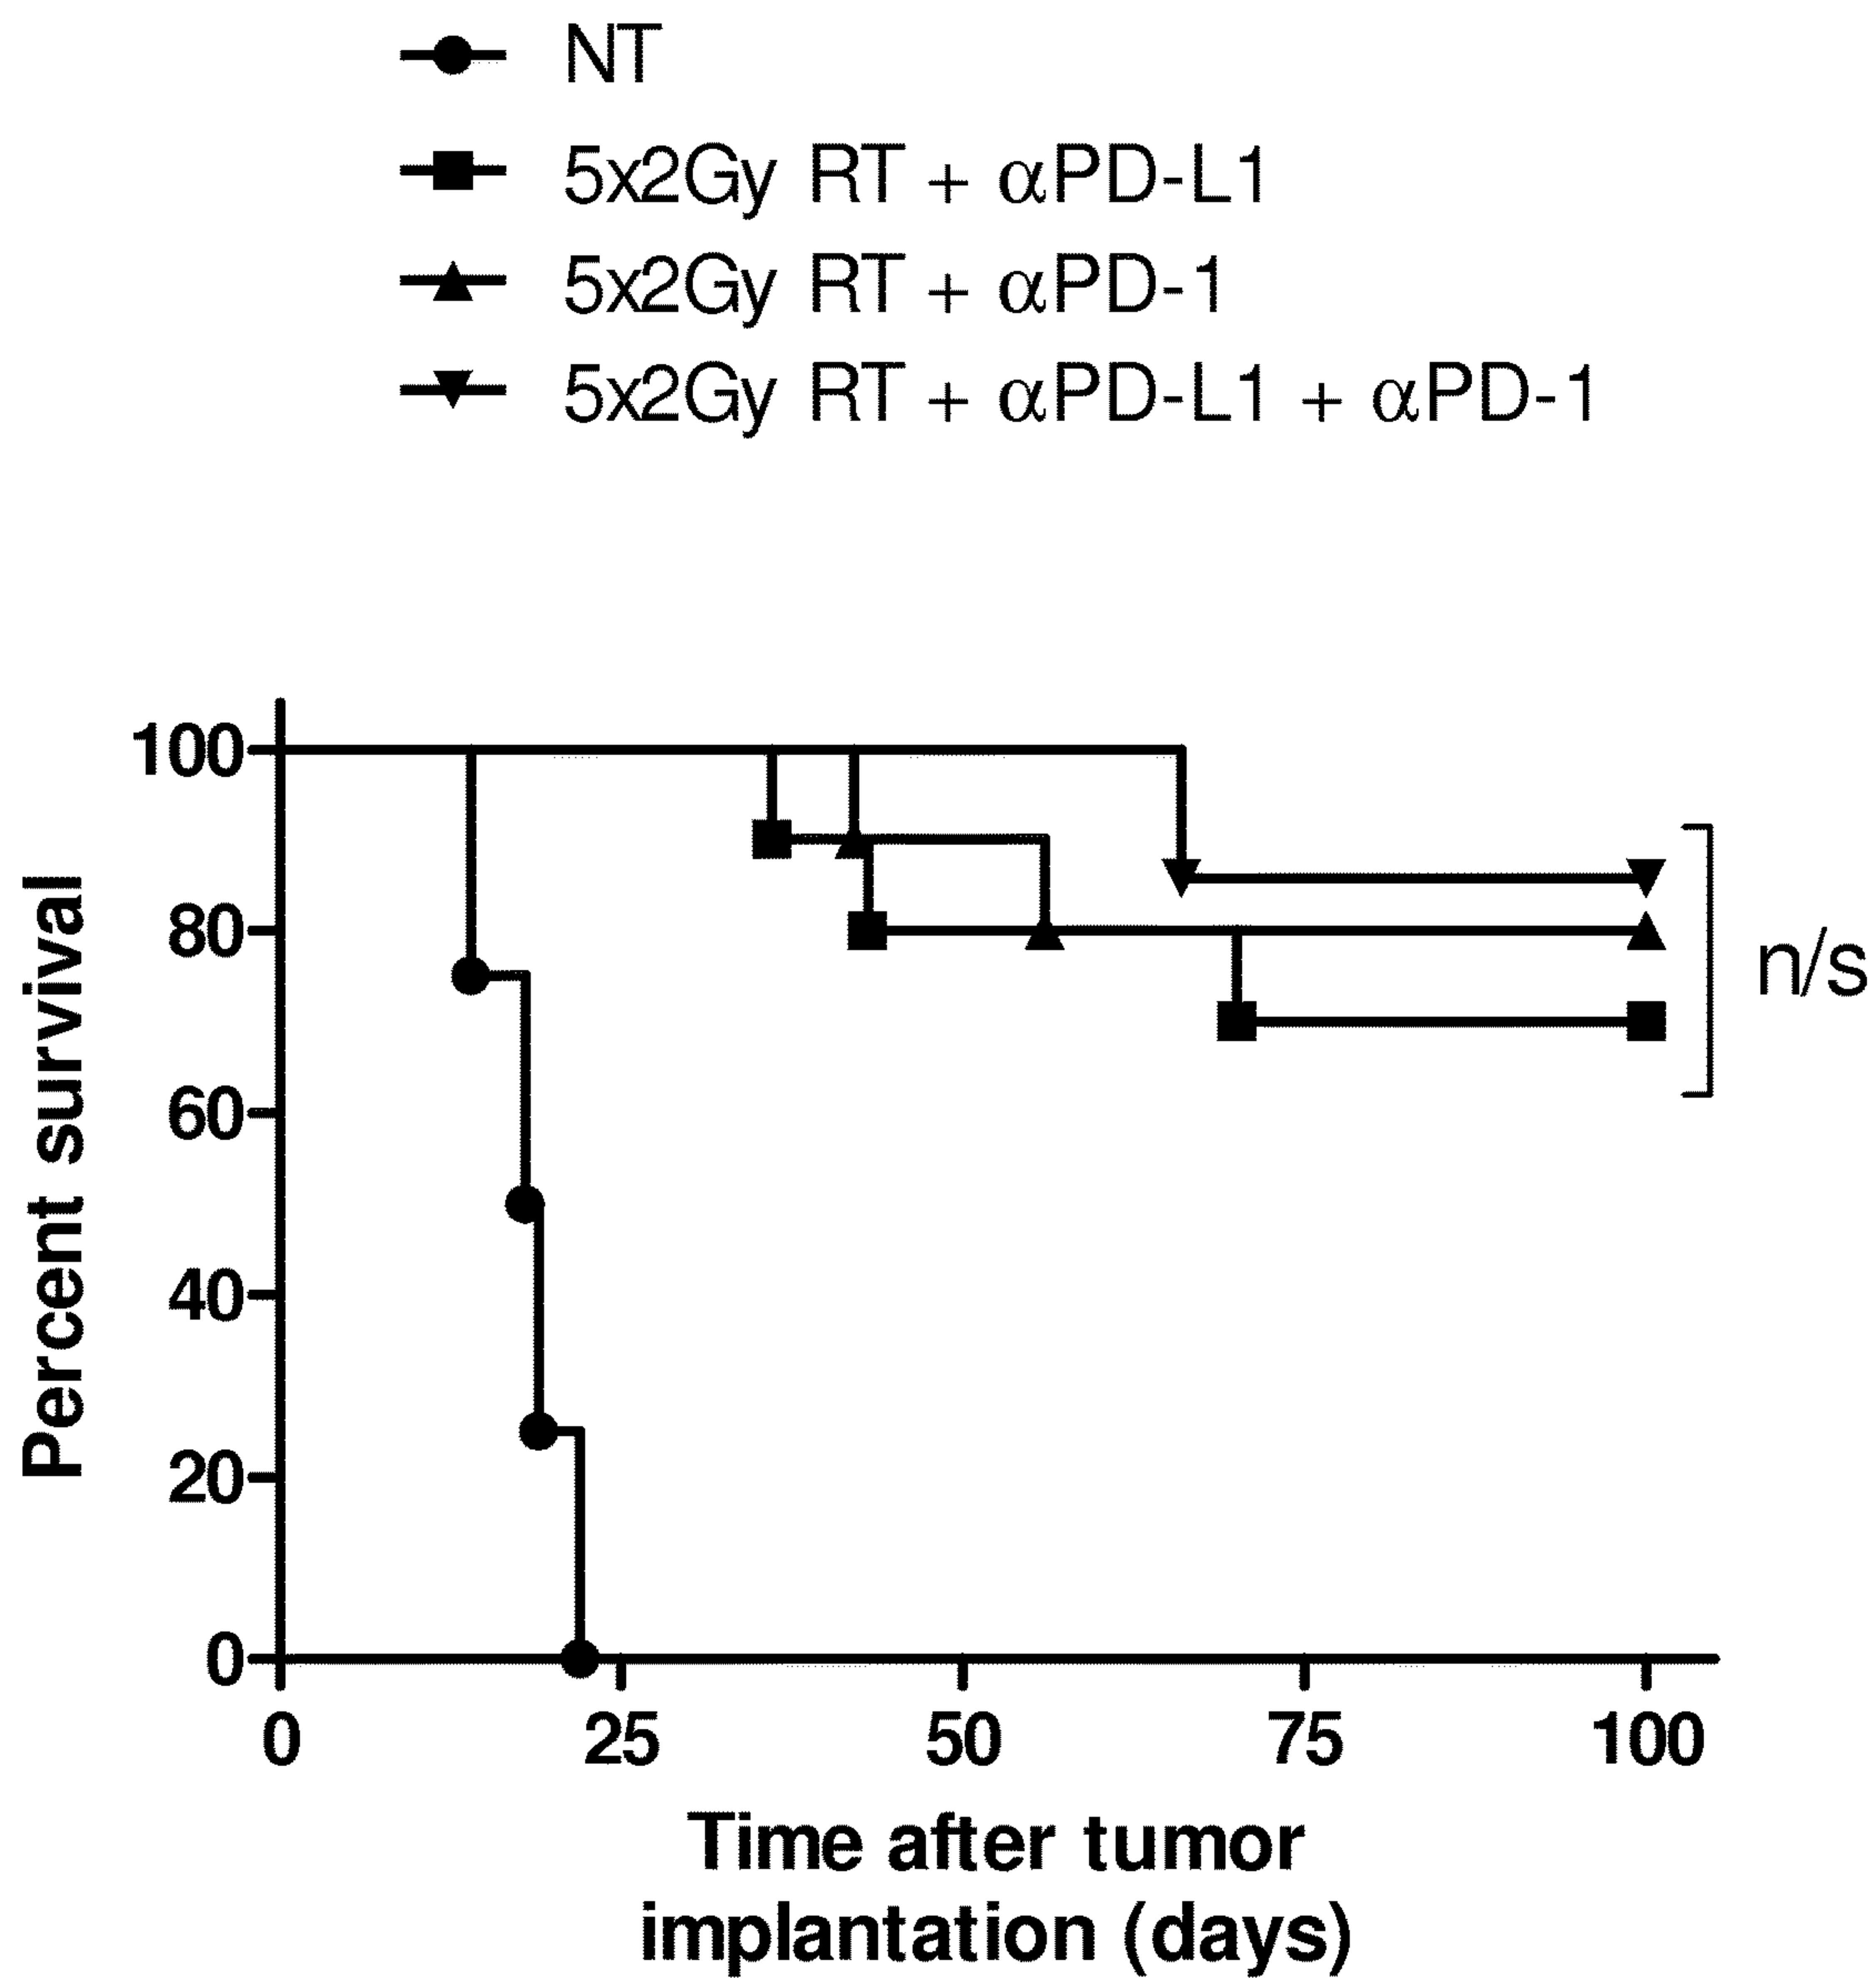 NT
5x2Gy RT + αPD-L1
5x2Gy RT + αPD-1
5x2Gy RT + αPD-L1 + αPD-1
100
80
60
40
20
0
Percent survival
n/s
0 25 50 75 100
Time after tumor
implantation (days)